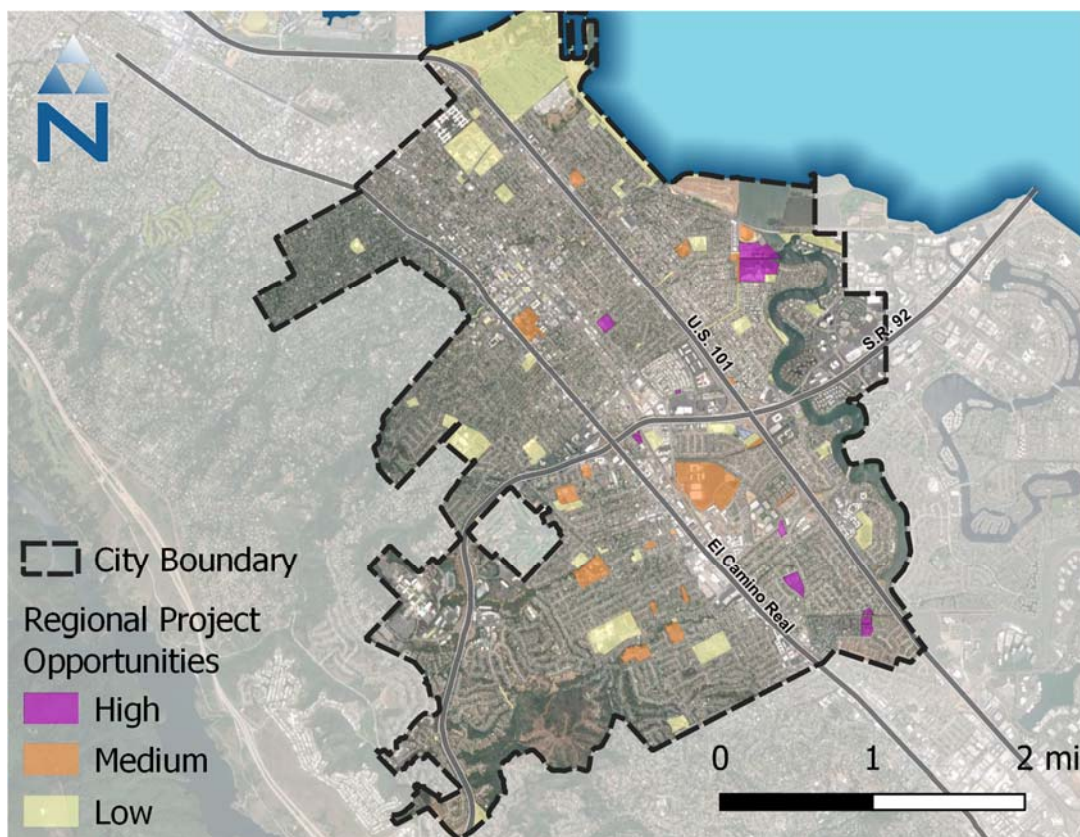 N
U.S. 101
S.R. 92
El Camino Real
City Boundary
Regional Project
Opportunities
High
Medium
Low
0 1 2 mi